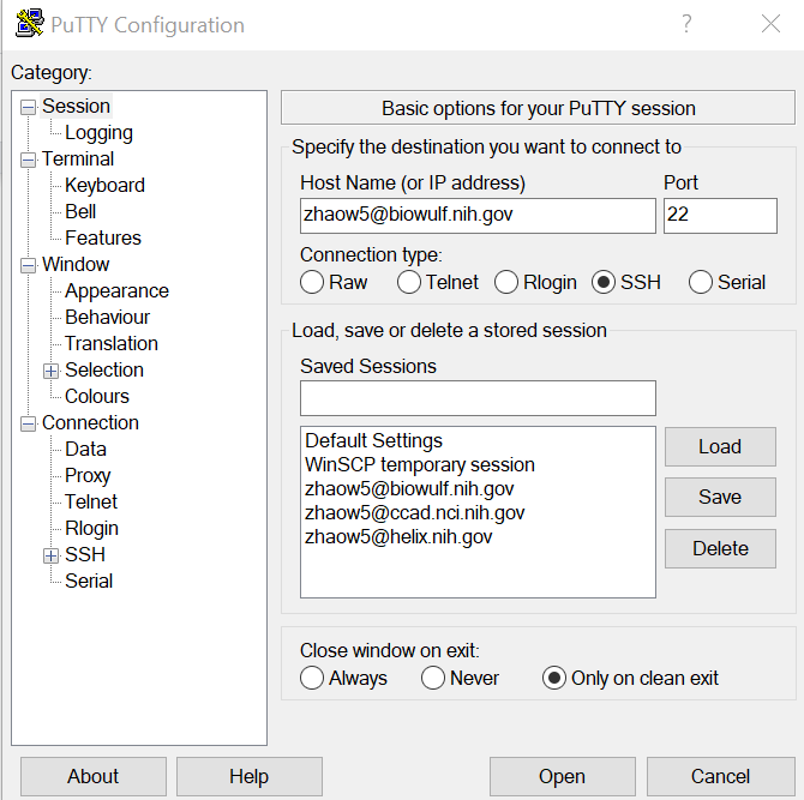 PuTTY Configuration
?
Category:
Session
Logging
Terminal
Keyboard
Bell
Features
Window
Appearance
Behaviour
Translation
Selection
Colours
Connection
Data
Proxy
Telnet
Rlogin
SSH
Serial
Basic options for your PuTTY session
Specify the destination you want to connect to
Host Name (or IP address) Port
zhaow5@biowulf.nih.gov 22
Connection type:
Raw Telnet Rlogin SSH Serial
Load, save or delete a stored session
Saved Sessions
Default Settings
WinSCP temporary session
zhaow5@biowulf.nih.gov
zhaow5@ccad.nci.nih.gov
zhaow5@helix.nih.gov
Load
Save
Delete
Close window on exit:
Always Never Only on clean exit
About Help Open Cancel